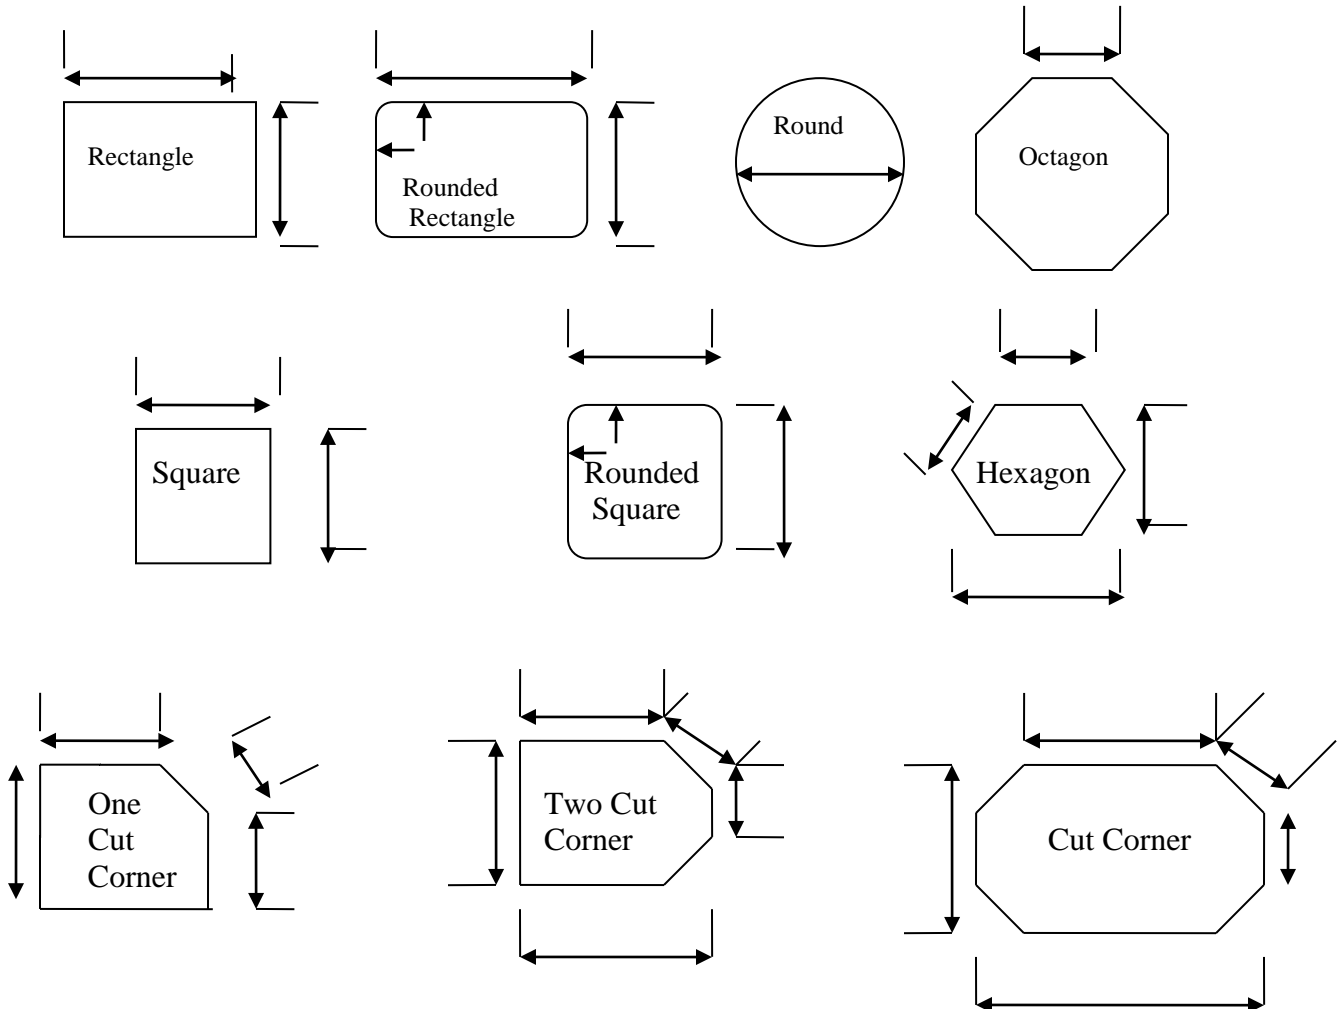 Rectangle
Rounded
Rectangle
Round
Octagon
Square
Rounded
Square
Hexagon
One
Cut
Corner
Two Cut
Corner
Cut Corner